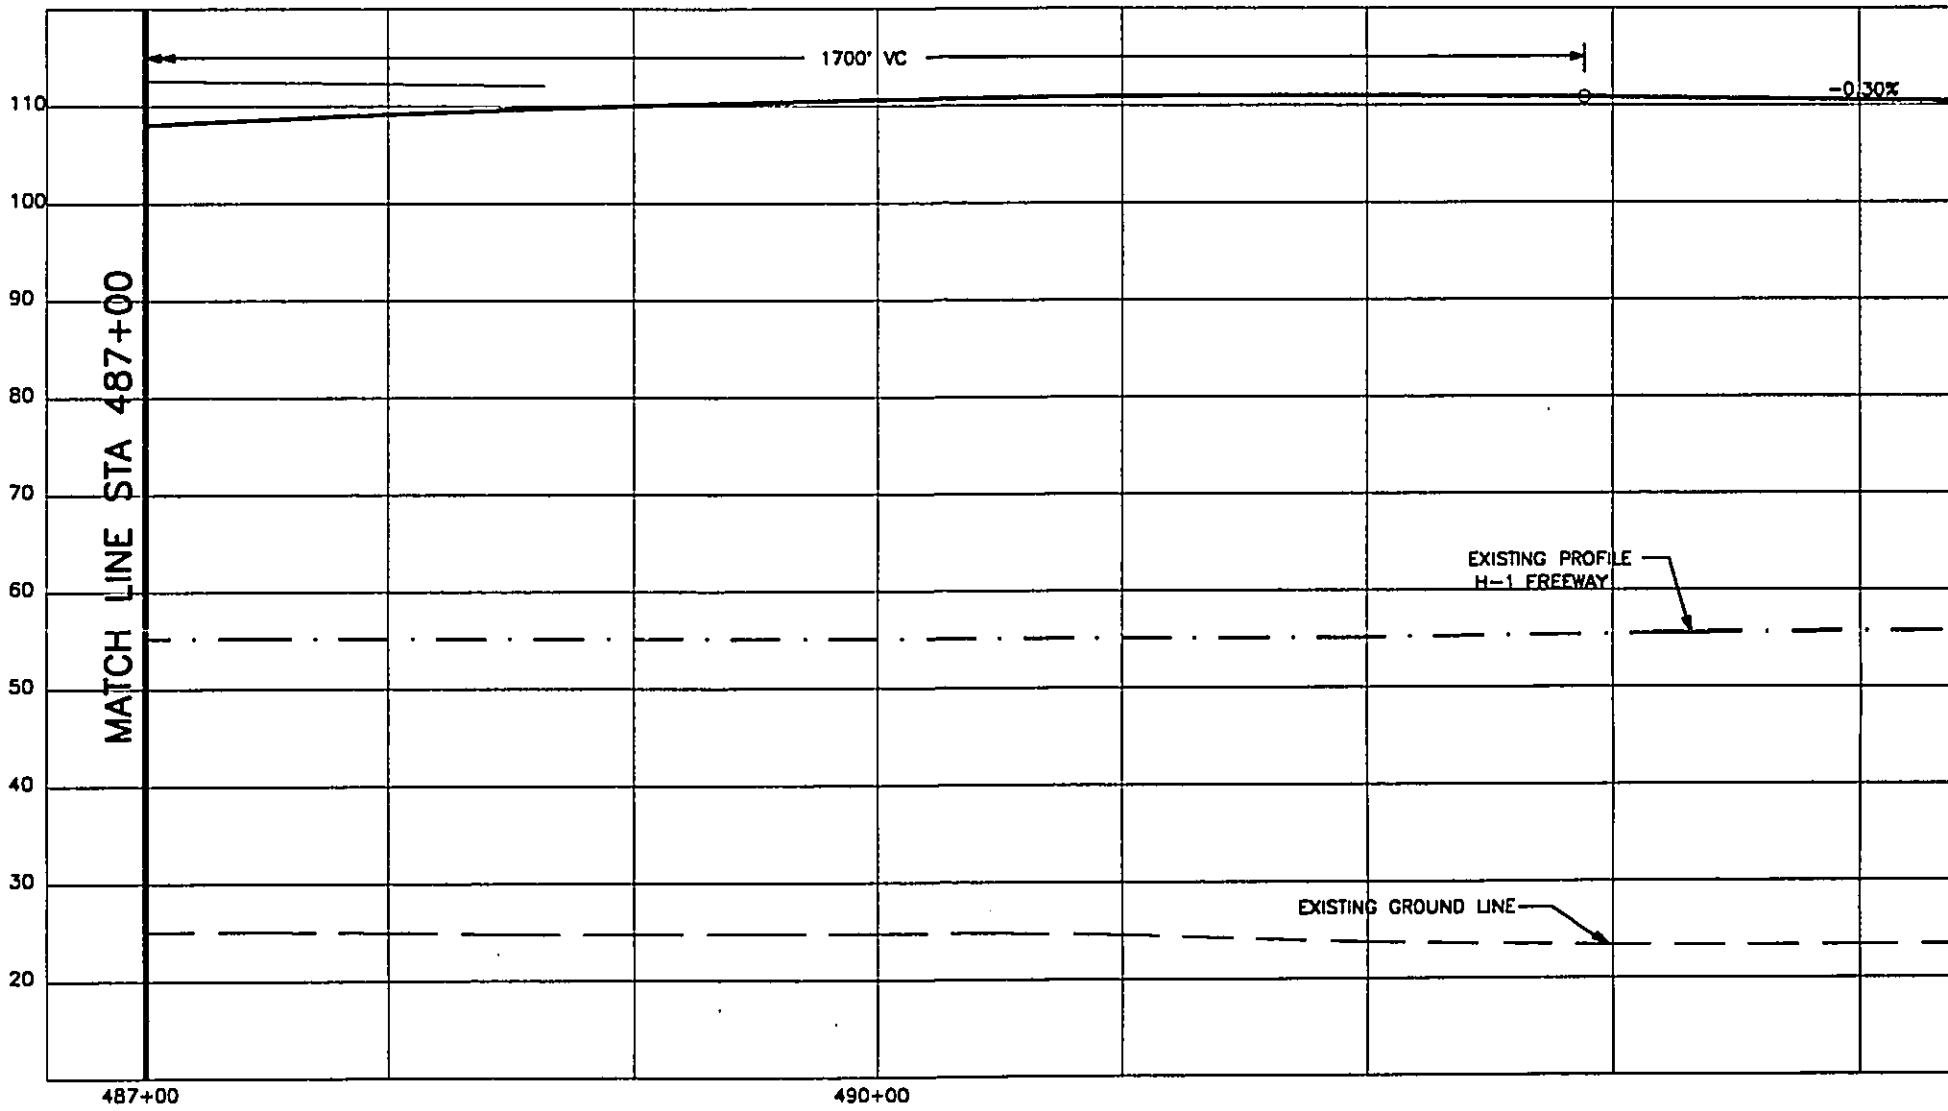 1700' VC
-0.30%
110
100
90
80
70
60
50
40
30
20
MATCH LINE STA 487+00
EXISTING PROFILE
H-1 FREEWAY
EXISTING GROUND LINE
487+00
490+00